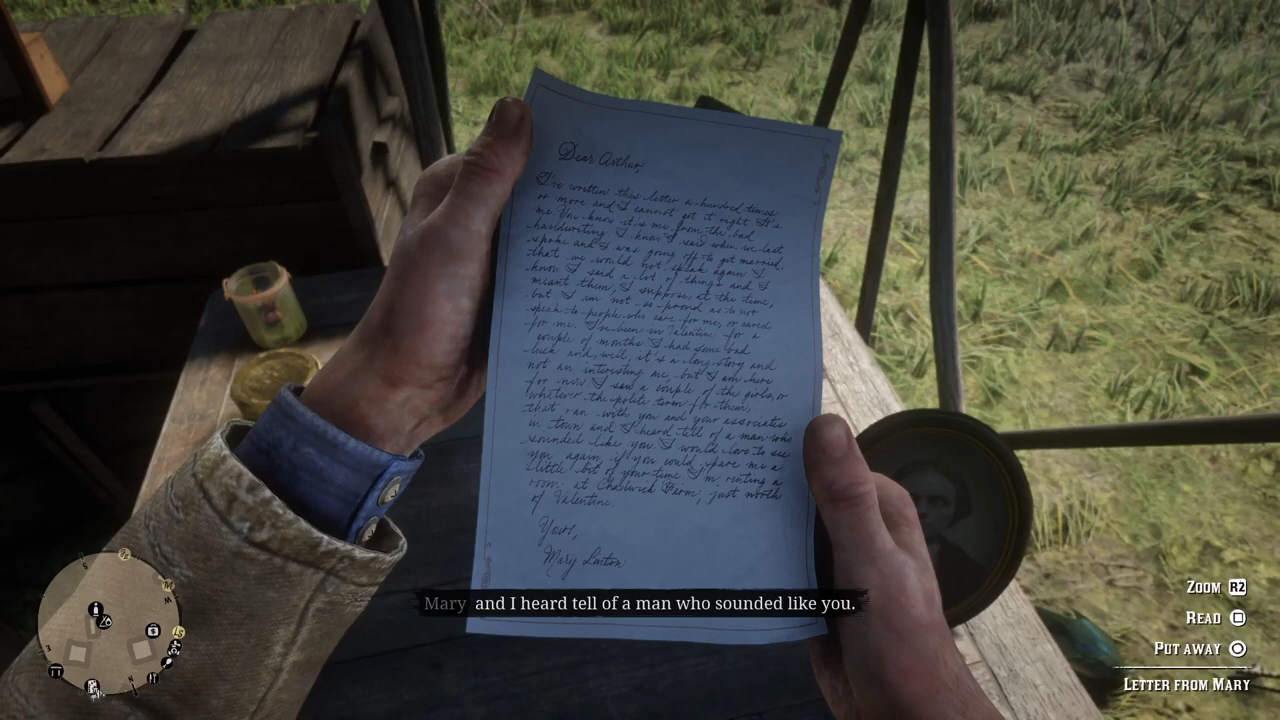 Dear Arthur,
I've written this letter a hundred times
or more and I cannot get it right. It's
me. You know it is me from the bad
handwriting. I know I said when we last
spoke and I was going off to get married,
that we would not speak again. I
know I said a lot of things and I
meant them, I suppose, at the time,
but I am not so proud as to not
speak to people who care for me, or cared
for me. I've been in Valentine for a
couple of months. I had some bad
luck and, well, it's a long story and
not an interesting one, but I am here
for now. I saw a couple of the girls, or
whatever the polite term for them,
that ran with you and your associates
in town and I heard tell of a man who
sounded like you. I would love to see
you again, if you could spare me a
little bit of your time. I'm renting a
room at Chadwick Farm, just north
of Valentine.
Yours,
Mary Linton
Mary and I heard tell of a man who sounded like you.
ZOOM R2
READ
PUT AWAY
LETTER FROM MARY